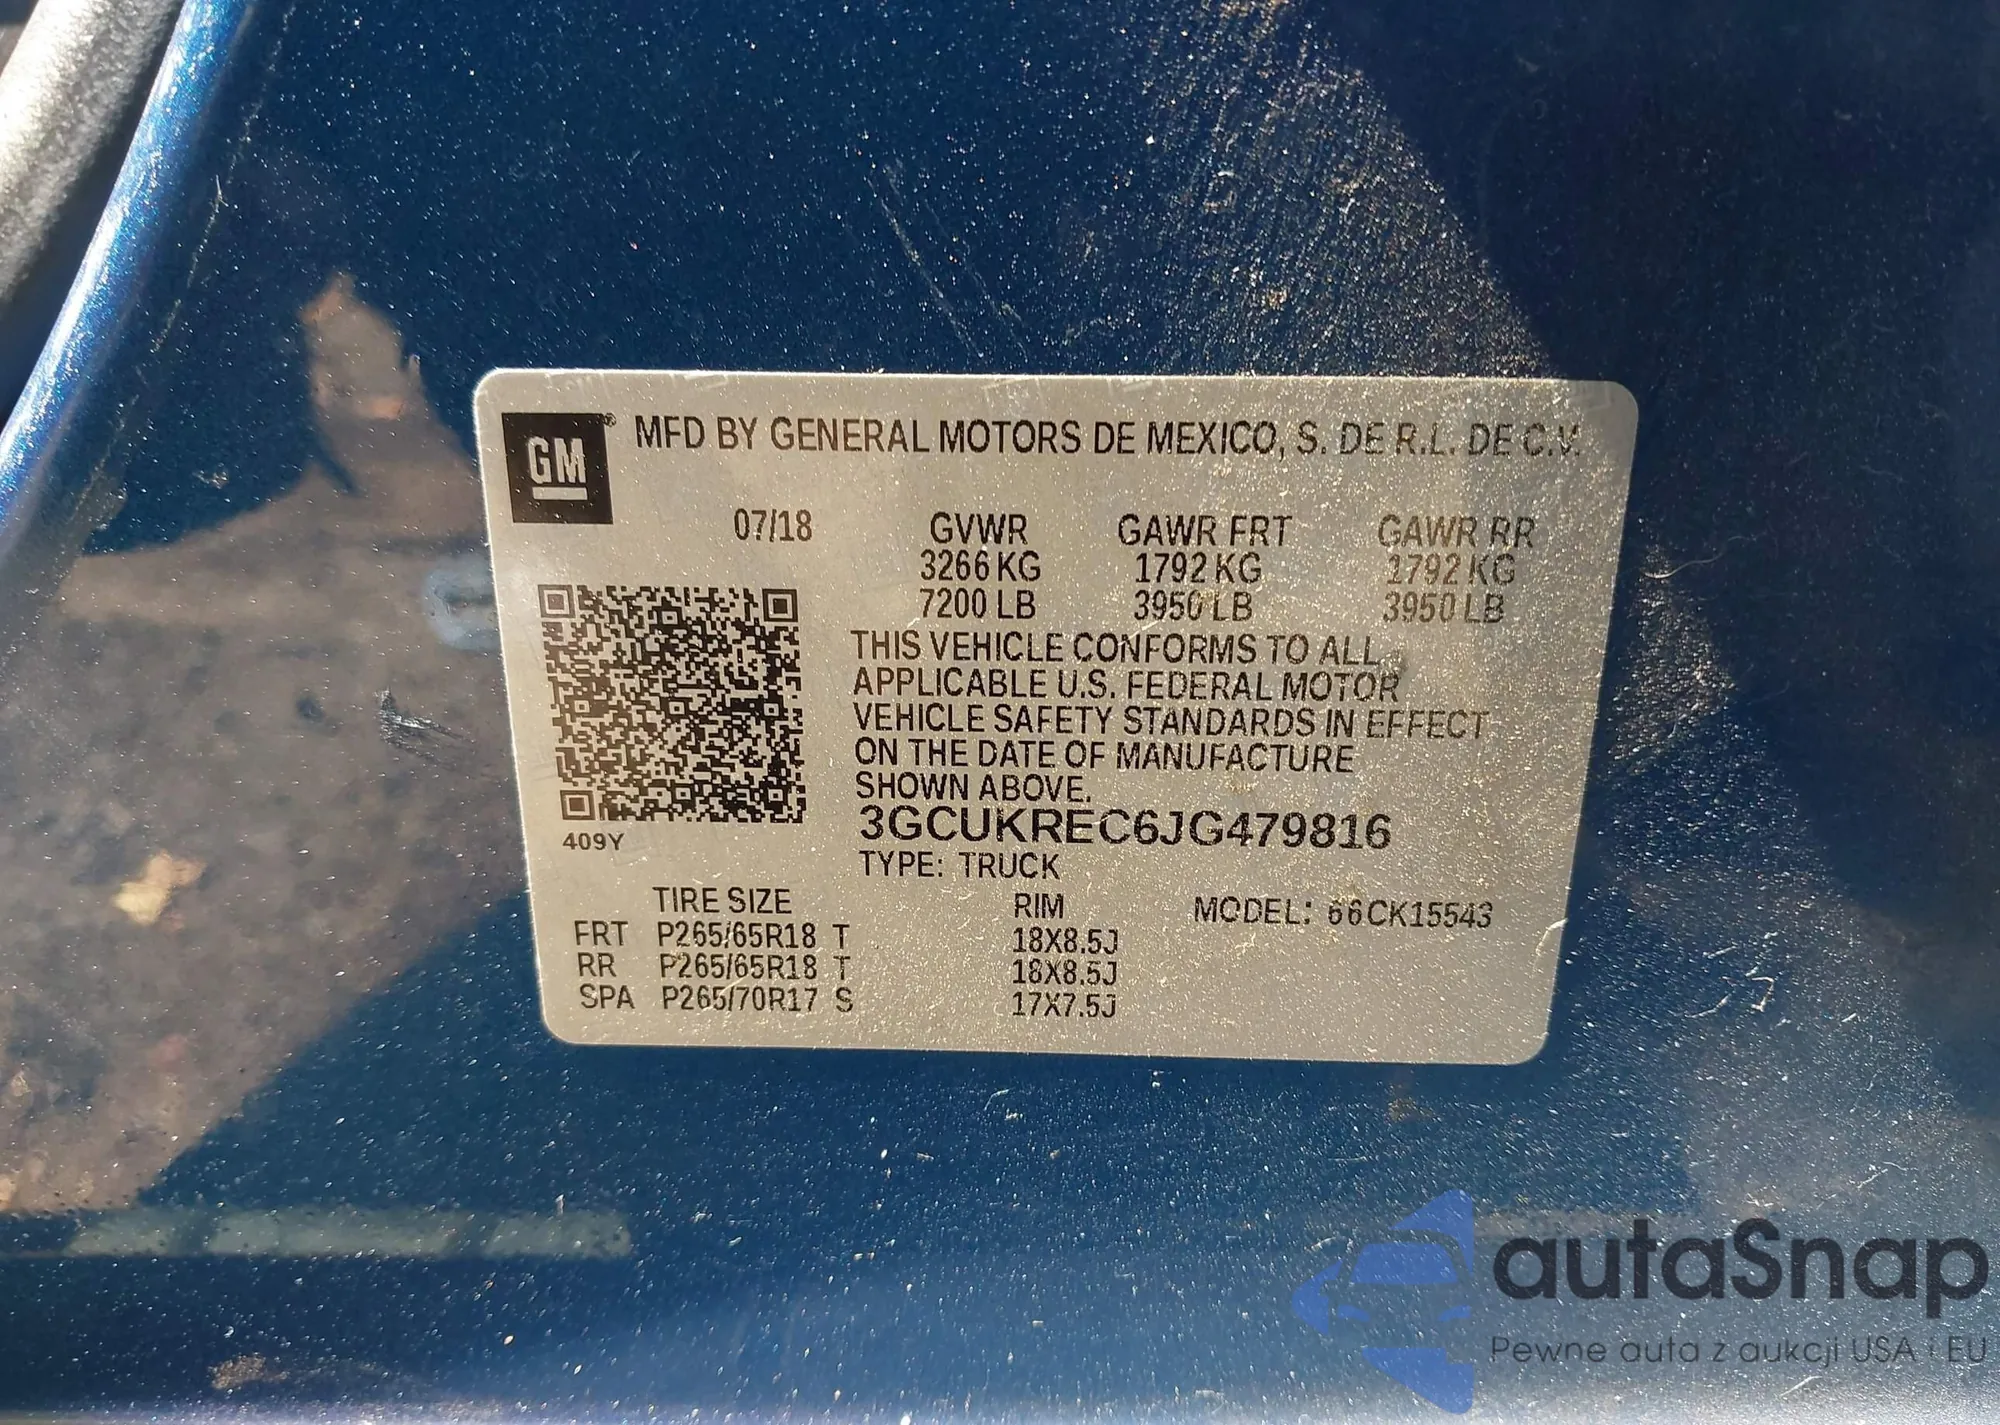 GM® MFD BY GENERAL MOTORS DE MEXICO, S. DE R.L. DE C.V.
07/18 GVWR GAWR FRT GAWR RR
3266 KG 1792 KG 1792 KG
7200 LB 3950 LB 3950 LB
THIS VEHICLE CONFORMS TO ALL
APPLICABLE U.S. FEDERAL MOTOR
VEHICLE SAFETY STANDARDS IN EFFECT
ON THE DATE OF MANUFACTURE
SHOWN ABOVE.
3GCUKREC6JG479816
409Y
TYPE: TRUCK
TIRE SIZE RIM MODEL: 66CK15543
FRT P265/65R18 T 18X8.5J
RR P265/65R18 T 18X8.5J
SPA P265/70R17 S 17X7.5J
autaSnap
Pewne auta z aukcji USA i EU